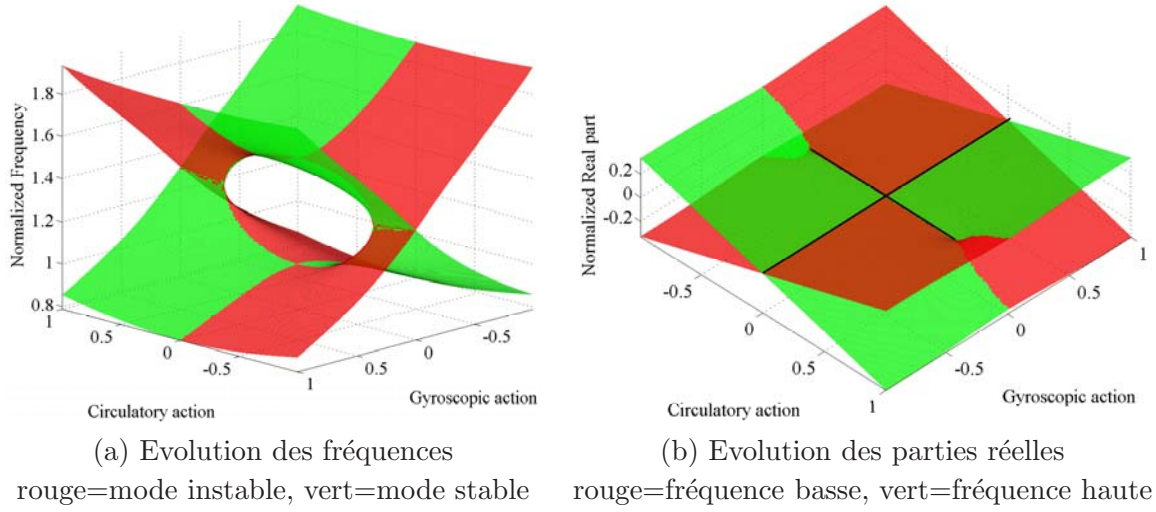 Normalized Frequency
1.8
1.6
1.4
1.2
1
0.8
1
0.5
0
-0.5
1
0.5
0
-0.5
Circulatory action
Gyroscopic action
(a) Evolution des fréquences
rouge=mode instable, vert=mode stable
Normalized Real part
0.2
0
-0.2
-0.5
0
0.5
1
-0.5
0
0.5
1
Circulatory action
Gyroscopic action
(b) Evolution des parties réelles
rouge=fréquence basse, vert=fréquence haute